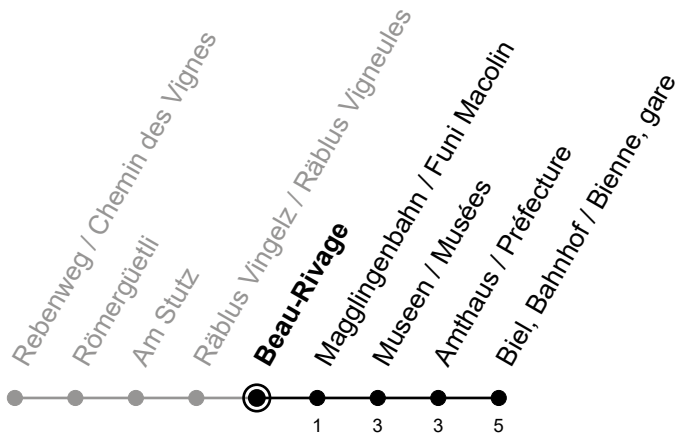 Rebenweg / Chemin des Vignes
Römergüetli
Am Stutz
Räblus Vingelz / Räblus Vigneules
Beau-Rivage
Magglingenbahn / Funi Macolin
Museen / Musées
Amthaus / Préfecture
Biel, Bahnhof / Bienne, gare
1 3 3 5